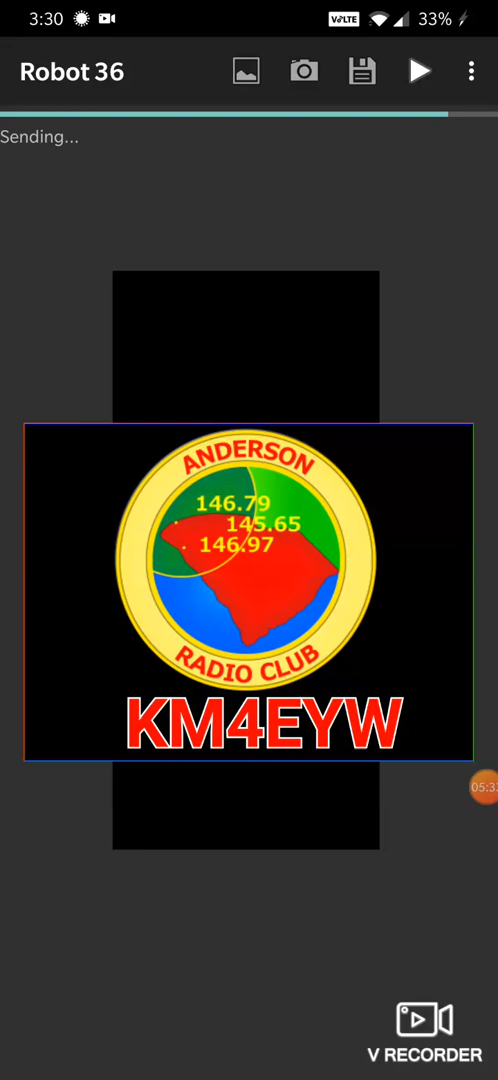 3:30 VoLTE 33%
Robot 36
Sending...
ANDERSON
146.79
145.65
146.97
RADIO CLUB
KM4EYW
V RECORDER